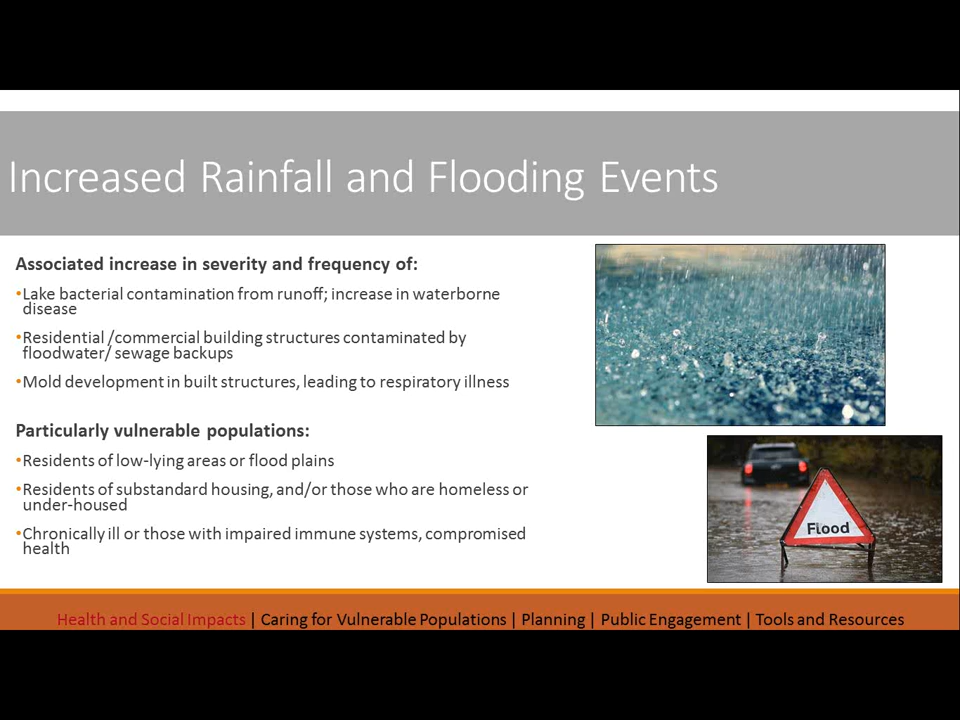 Increased Rainfall and Flooding Events
Associated increase in severity and frequency of:
•Lake bacterial contamination from runoff; increase in waterborne
disease
•Residential /commercial building structures contaminated by
floodwater/ sewage backups
•Mold development in built structures, leading to respiratory illness
Particularly vulnerable populations:
•Residents of low-lying areas or flood plains
•Residents of substandard housing, and/or those who are homeless or
under-housed
•Chronically ill or those with impaired immune systems, compromised
health
Flood
Health and Social Impacts | Caring for Vulnerable Populations | Planning | Public Engagement | Tools and Resources